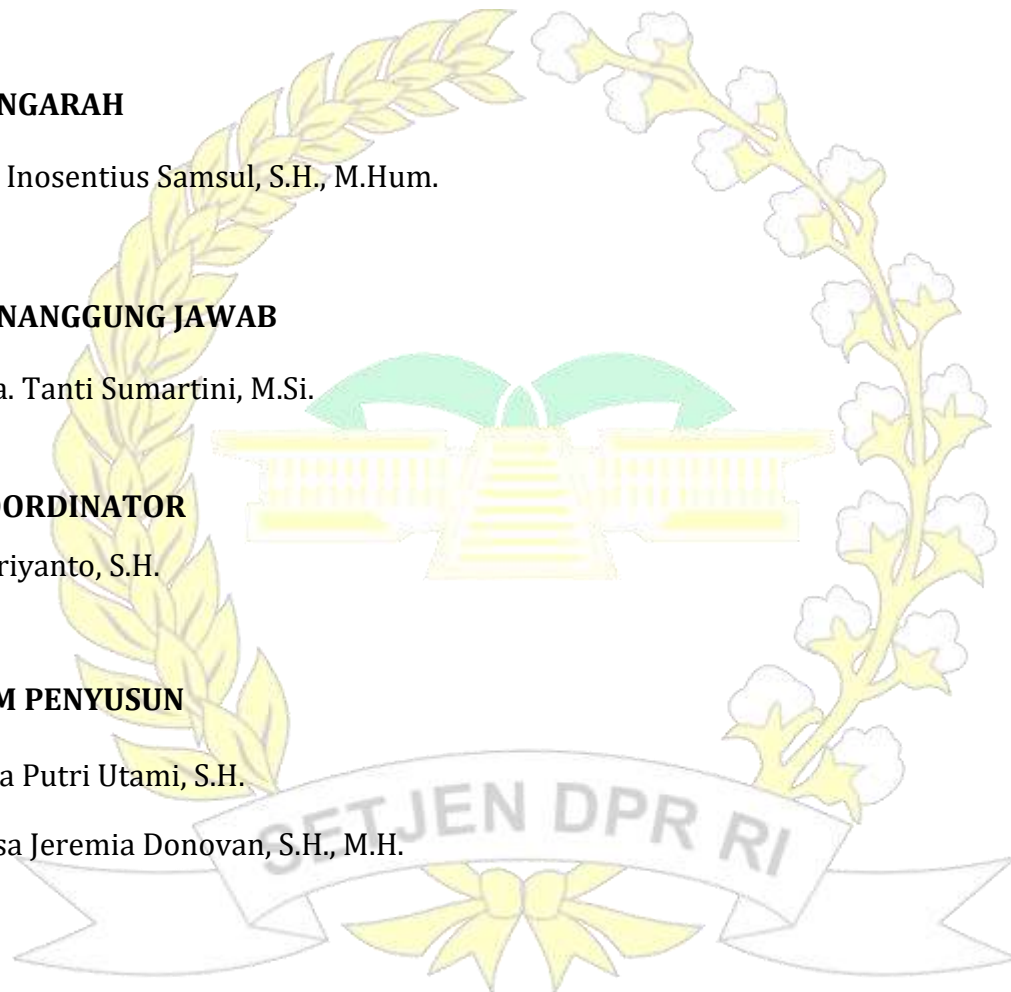 NGARAH
Inosentius Samsul, S.H., M.Hum.
NANGGUNG JAWAB
a. Tanti Sumartini, M.Si.
OORDINATOR
riyanto, S.H.
M PENYUSUN
a Putri Utami, S.H.
sa Jeremia Donovan, S.H., M.H.
SETJEN DPR RI